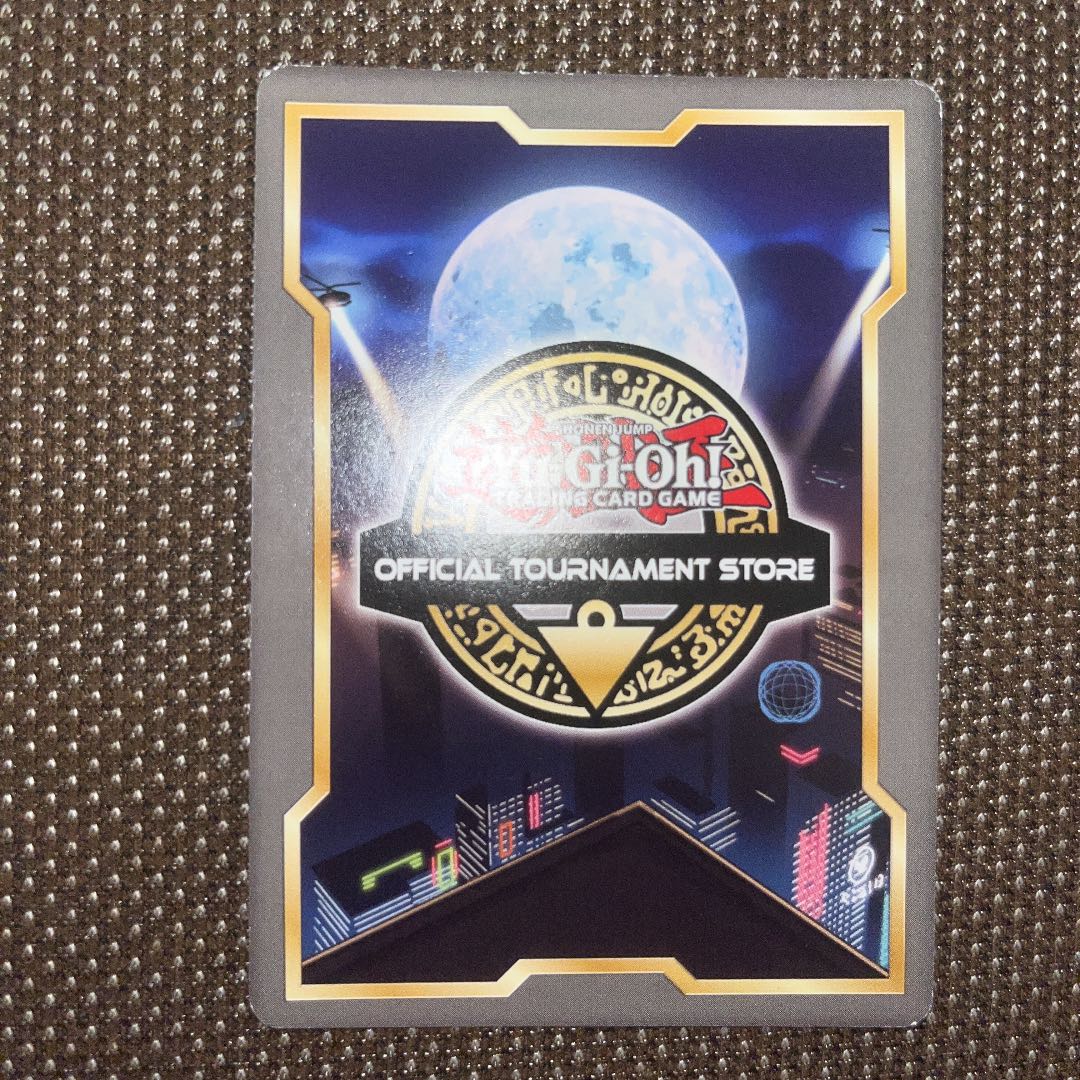 SHONEN JUMP
Yu-Gi-Oh!
TRADING CARD GAME
OFFICIAL TOURNAMENT STORE